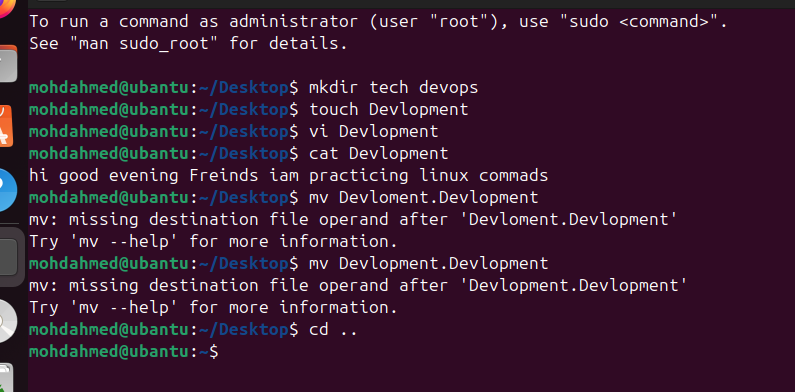 To run a command as administrator (user "root"), use "sudo <command>".
See "man sudo_root" for details.
mohdahmed@ubantu:~/Desktop$ mkdir tech devops
mohdahmed@ubantu:~/Desktop$ touch Devlopment
mohdahmed@ubantu:~/Desktop$ vi Devlopment
mohdahmed@ubantu:~/Desktop$ cat Devlopment
hi good evening Freinds iam practicing linux commads
mohdahmed@ubantu:~/Desktop$ mv Devloment.Devlopment
mv: missing destination file operand after 'Devloment.Devlopment'
Try 'mv --help' for more information.
mohdahmed@ubantu:~/Desktop$ mv Devlopment.Devlopment
mv: missing destination file operand after 'Devlopment.Devlopment'
Try 'mv --help' for more information.
mohdahmed@ubantu:~/Desktop$ cd ..
mohdahmed@ubantu:~$